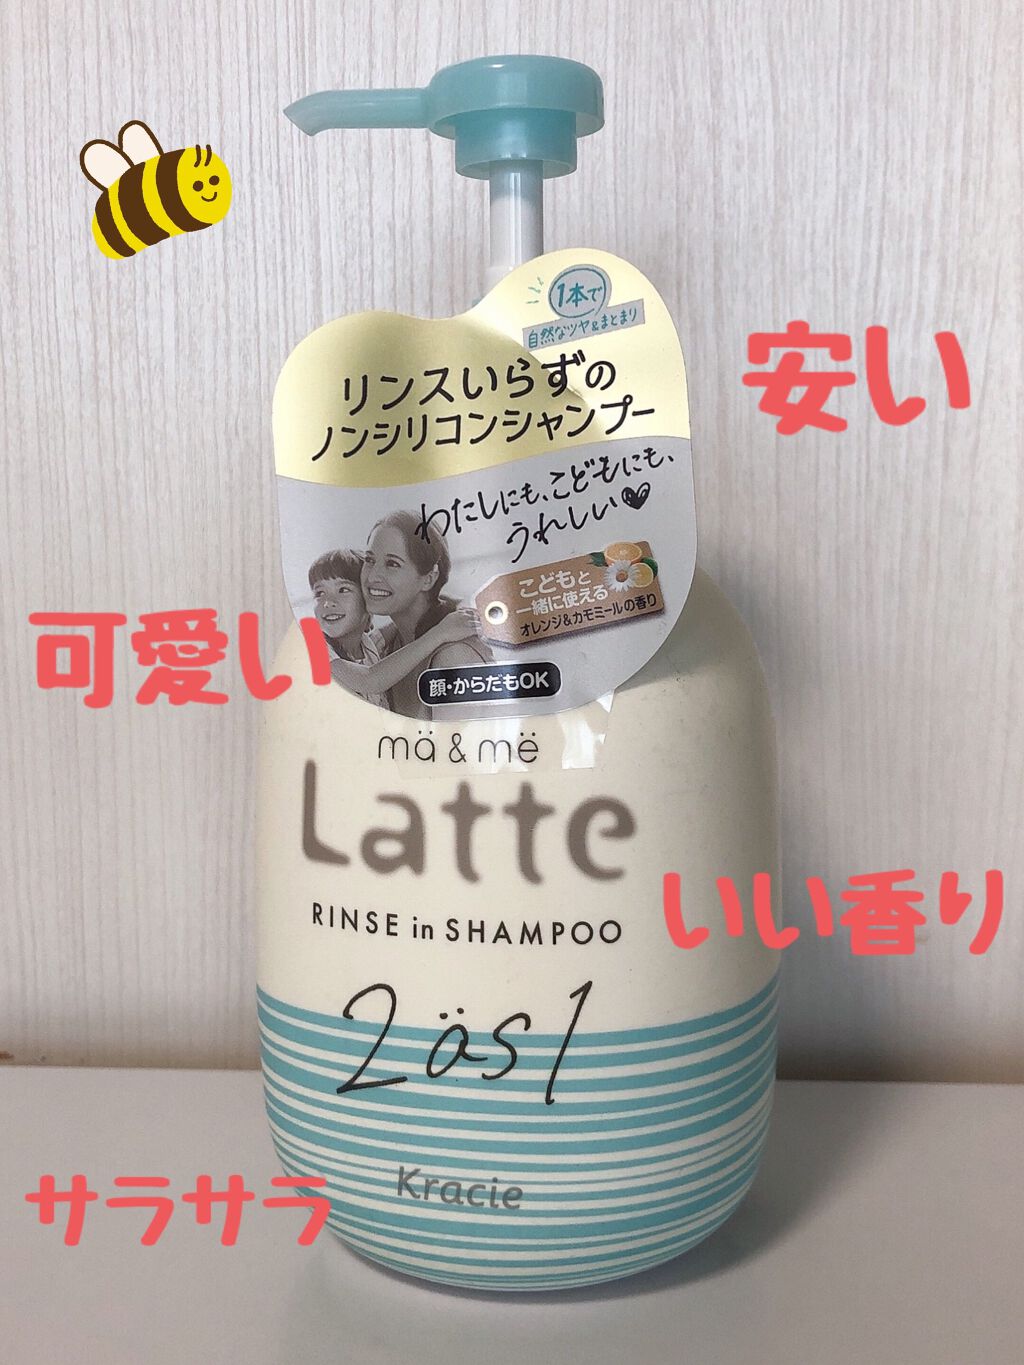 1本で
自然なツヤ&まとまり
リンスいらずの
ノンシリコンシャンプー
わたしにも、こどもにも、
うれしい♥
こどもと
一緒に使える
オレンジ&カモミールの香り
顔・からだもOK
安い
可愛い
mä & më
Latte
RINSE in SHAMPOO
いい香り
2äs1
Kracie
サラサラ